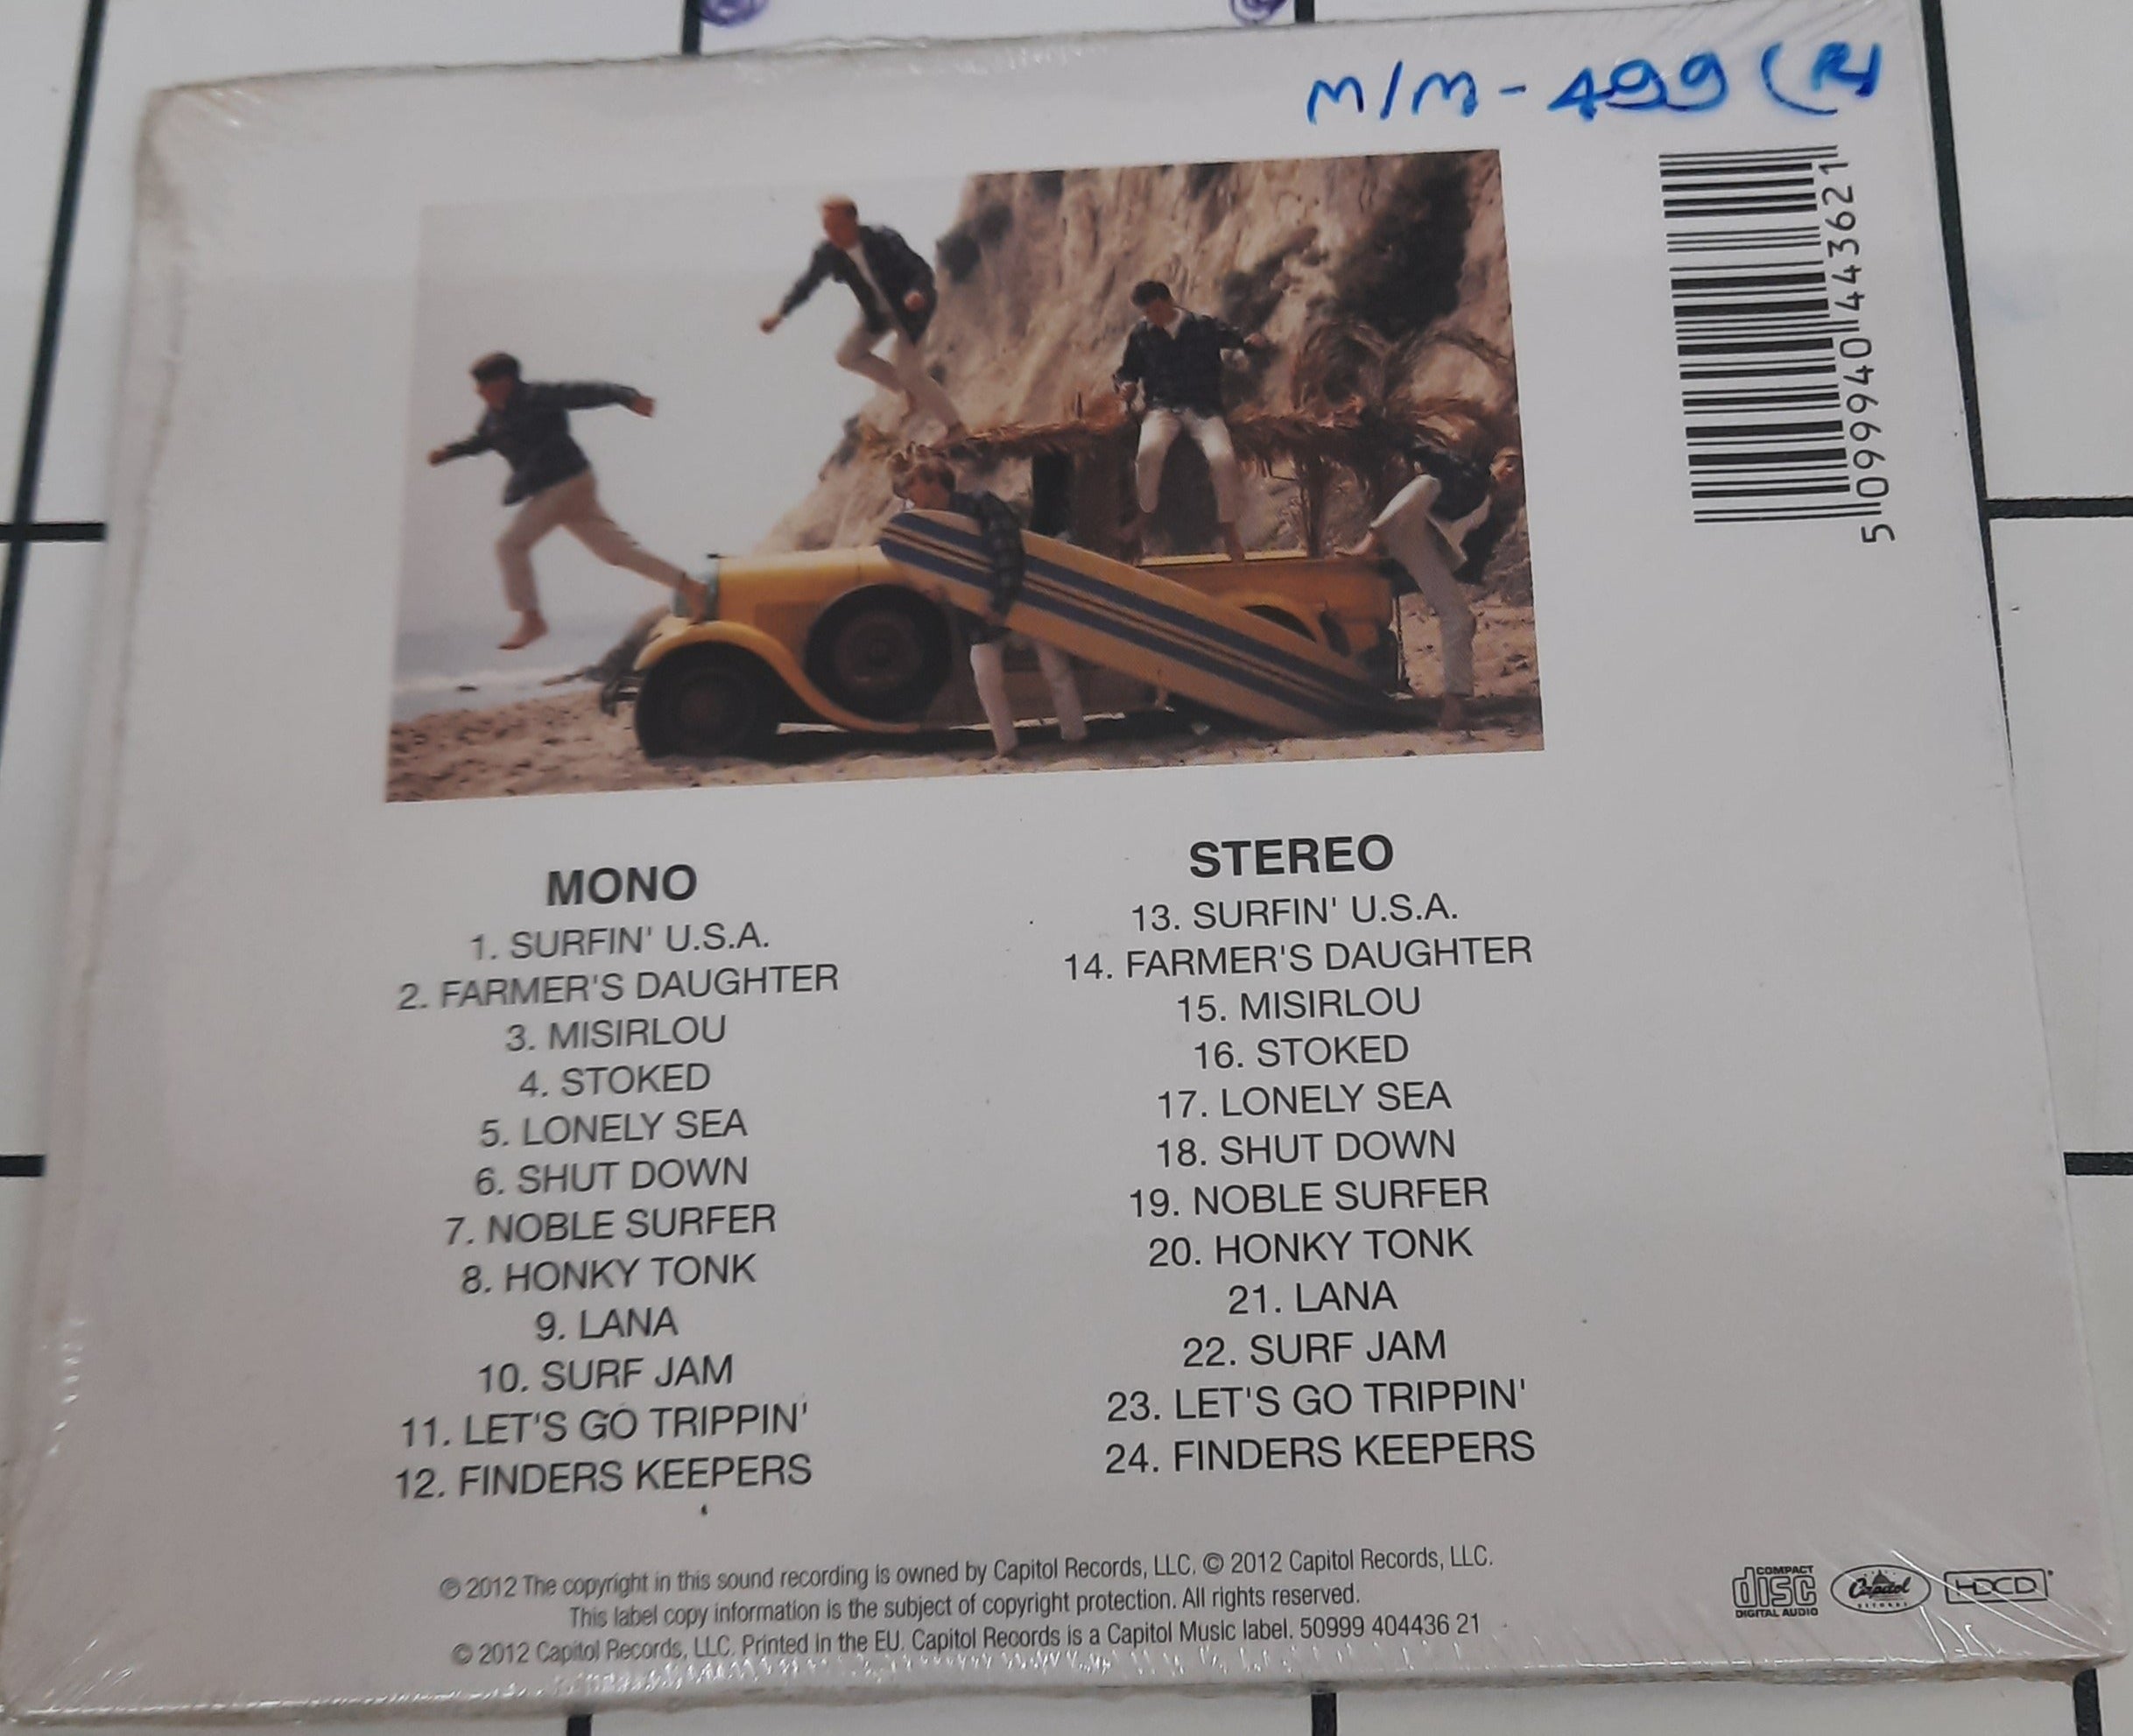 M/M - 499 (R)
5 099940 443621
MONO
1. SURFIN' U.S.A.
2. FARMER'S DAUGHTER
3. MISIRLOU
4. STOKED
5. LONELY SEA
6. SHUT DOWN
7. NOBLE SURFER
8. HONKY TONK
9. LANA
10. SURF JAM
11. LET'S GO TRIPPIN'
12. FINDERS KEEPERS
STEREO
13. SURFIN' U.S.A.
14. FARMER'S DAUGHTER
15. MISIRLOU
16. STOKED
17. LONELY SEA
18. SHUT DOWN
19. NOBLE SURFER
20. HONKY TONK
21. LANA
22. SURF JAM
23. LET'S GO TRIPPIN'
24. FINDERS KEEPERS
℗ 2012 The copyright in this sound recording is owned by Capitol Records, LLC. © 2012 Capitol Records, LLC.
This label copy information is the subject of copyright protection. All rights reserved.
© 2012 Capitol Records, LLC. Printed in the EU. Capitol Records is a Capitol Music label. 50999 404436 21
COMPACT
disc
DIGITAL AUDIO
Capitol
RECORDS
HDCD